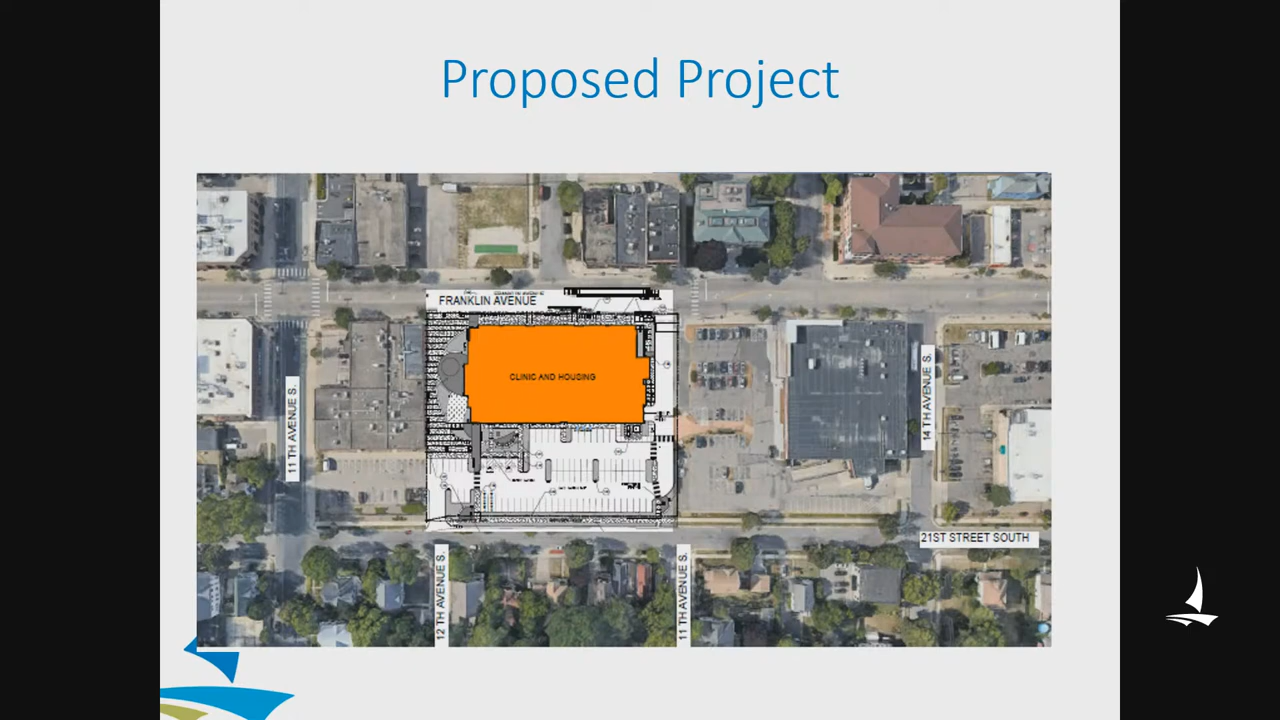 Proposed Project
FRANKLIN AVENUE
CLINIC AND HOUSING
11 TH AVENUE S.
14 TH AVENUE S.
21ST STREET SOUTH
12 TH AVENUE S.
11 TH AVENUE S.